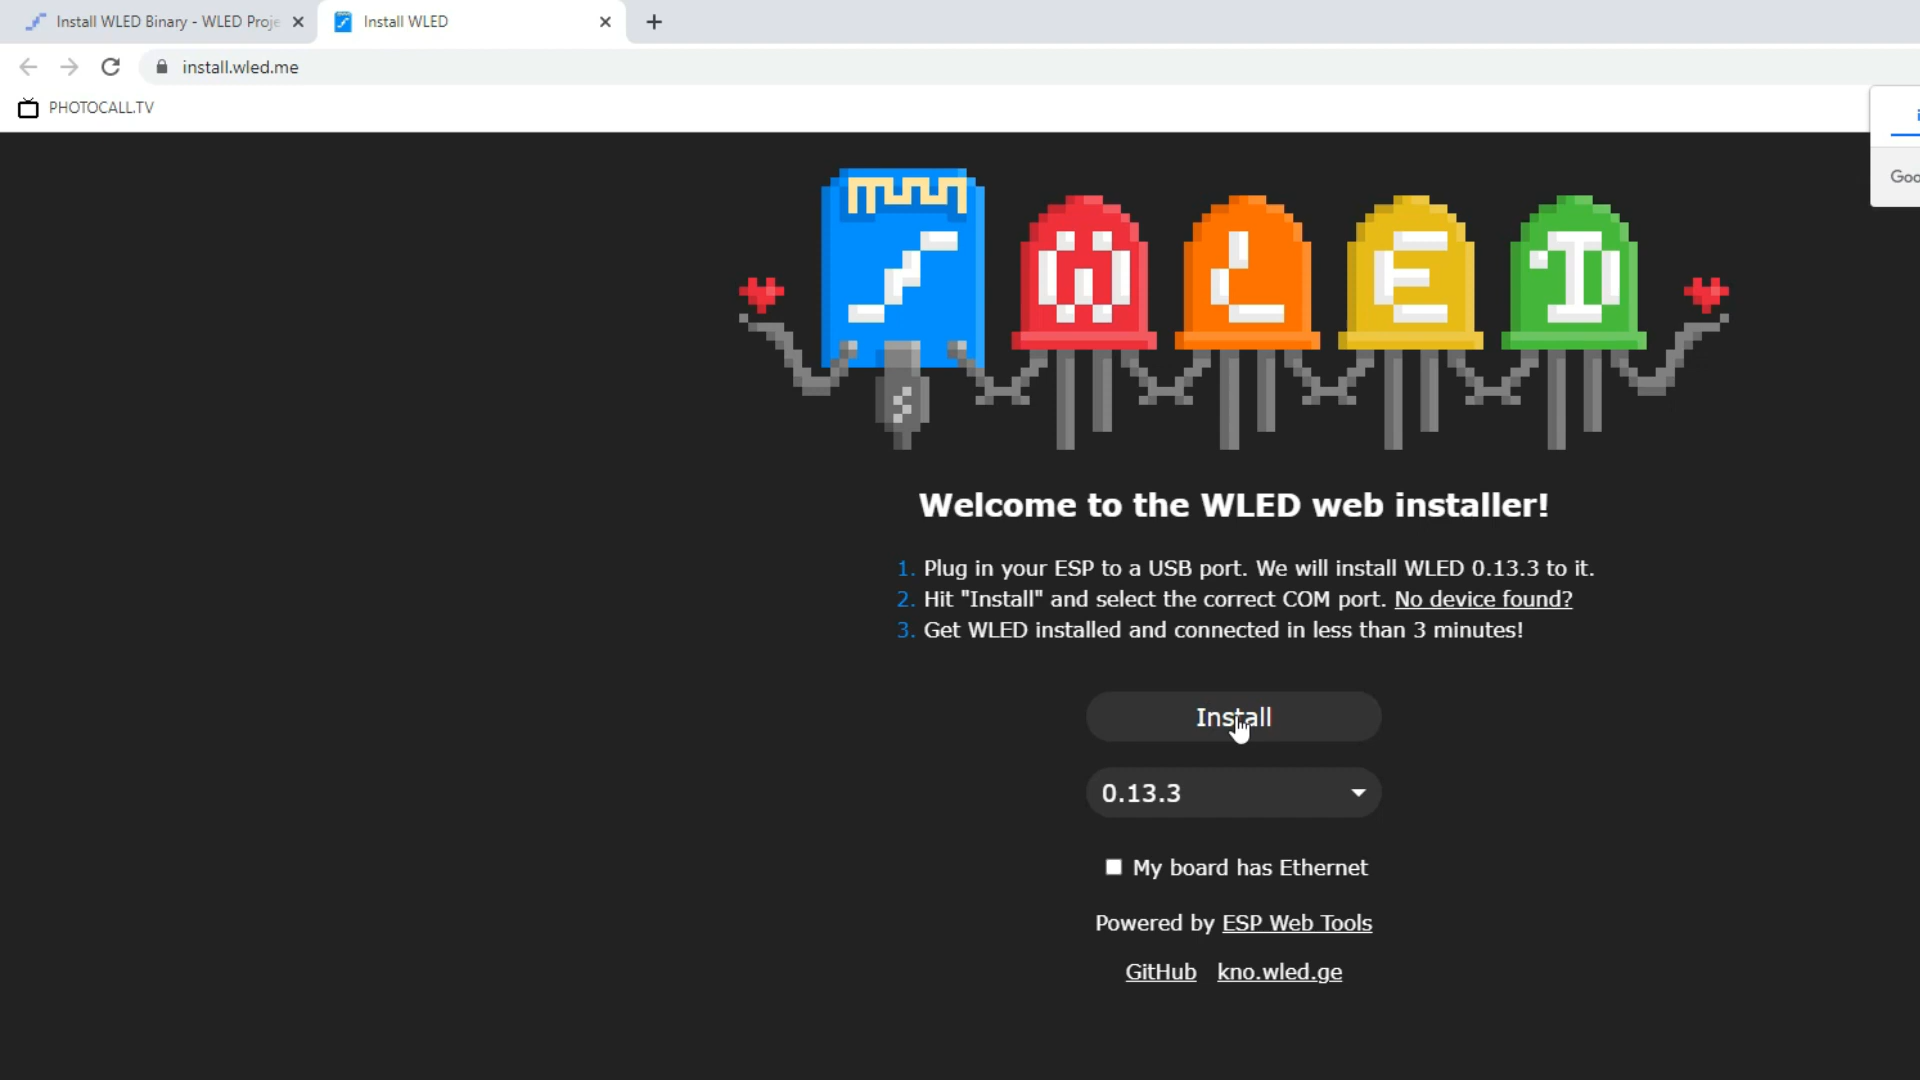 Install WLED Binary - WLED Proje
Install WLED
install.wled.me
PHOTOCALL.TV
Goo
WLED
Welcome to the WLED web installer!
1. Plug in your ESP to a USB port. We will install WLED 0.13.3 to it.
2. Hit "Install" and select the correct COM port. No device found?
3. Get WLED installed and connected in less than 3 minutes!
Install
0.13.3
My board has Ethernet
Powered by ESP Web Tools
GitHub kno.wled.ge